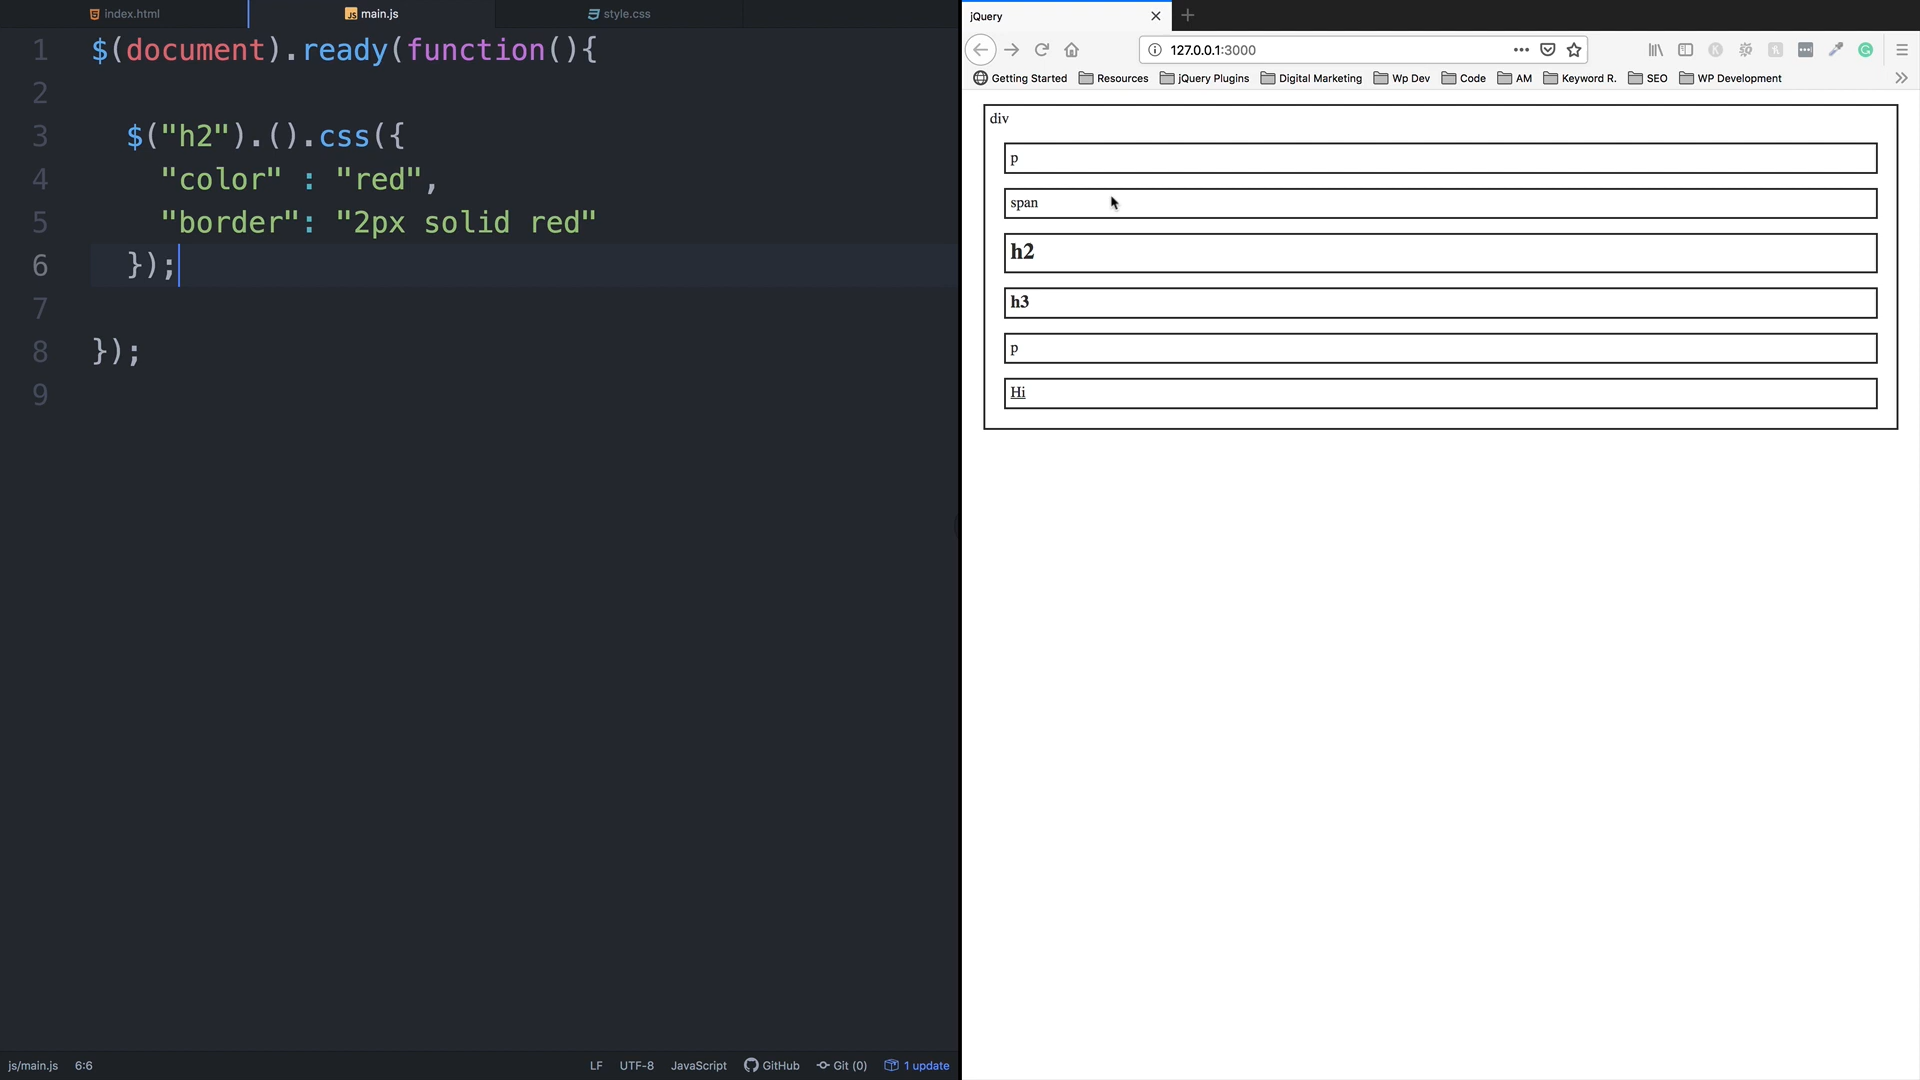 index.html
main.js
style.css
1 $(document).ready(function(){
2
3 $("h2").().css({
4 "color" : "red",
5 "border": "2px solid red"
6 });
7
8 });
9
js/main.js 6:6 LF UTF-8 JavaScript GitHub Git (0) 1 update
jQuery
127.0.0.1:3000
Getting Started Resources jQuery Plugins Digital Marketing Wp Dev Code AM Keyword R. SEO WP Development
div
p
span
h2
h3
p
Hi